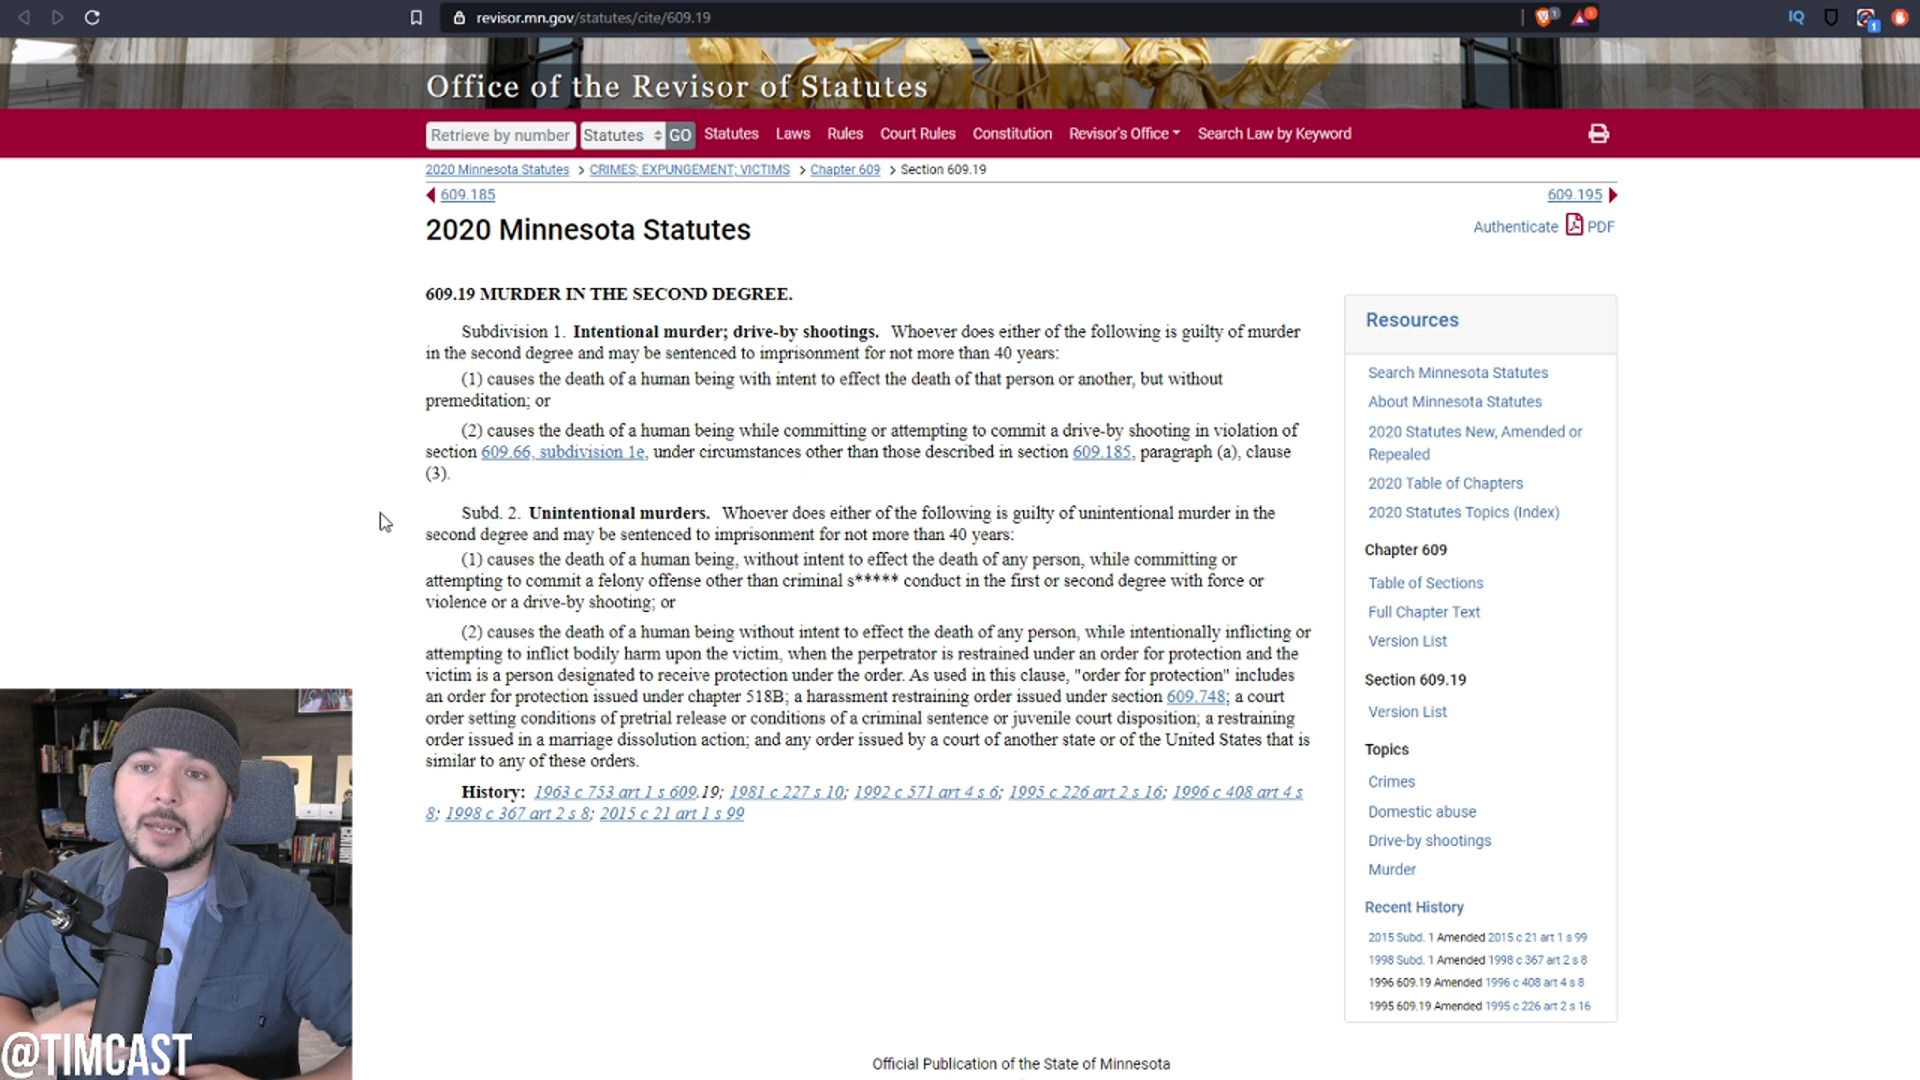 revisor.mn.gov/statutes/cite/609.19
IQ
Office of the Revisor of Statutes
Retrieve by number Statutes GO Statutes Laws Rules Court Rules Constitution Revisor's Office Search Law by Keyword
2020 Minnesota Statutes > CRIMES; EXPUNGEMENT; VICTIMS > Chapter 609 > Section 609.19
609.185
609.195
2020 Minnesota Statutes
Authenticate PDF
609.19 MURDER IN THE SECOND DEGREE.
Subdivision 1. Intentional murder; drive-by shootings. Whoever does either of the following is guilty of murder
in the second degree and may be sentenced to imprisonment for not more than 40 years:
(1) causes the death of a human being with intent to effect the death of that person or another, but without
premeditation; or
(2) causes the death of a human being while committing or attempting to commit a drive-by shooting in violation of
section 609.66, subdivision 1e, under circumstances other than those described in section 609.185, paragraph (a), clause
(3).
Subd. 2. Unintentional murders. Whoever does either of the following is guilty of unintentional murder in the
second degree and may be sentenced to imprisonment for not more than 40 years:
(1) causes the death of a human being, without intent to effect the death of any person, while committing or
attempting to commit a felony offense other than criminal s***** conduct in the first or second degree with force or
violence or a drive-by shooting; or
(2) causes the death of a human being without intent to effect the death of any person, while intentionally inflicting or
attempting to inflict bodily harm upon the victim, when the perpetrator is restrained under an order for protection and the
victim is a person designated to receive protection under the order. As used in this clause, "order for protection" includes
an order for protection issued under chapter 518B; a harassment restraining order issued under section 609.748; a court
order setting conditions of pretrial release or conditions of a criminal sentence or juvenile court disposition; a restraining
order issued in a marriage dissolution action; and any order issued by a court of another state or of the United States that is
similar to any of these orders.
History: 1963 c 753 art 1 s 609.19; 1981 c 227 s 10; 1992 c 571 art 4 s 6; 1995 c 226 art 2 s 16; 1996 c 408 art 4 s
8; 1998 c 367 art 2 s 8; 2015 c 21 art 1 s 99
Resources
Search Minnesota Statutes
About Minnesota Statutes
2020 Statutes New, Amended or
Repealed
2020 Table of Chapters
2020 Statutes Topics (Index)
Chapter 609
Table of Sections
Full Chapter Text
Version List
Section 609.19
Version List
Topics
Crimes
Domestic abuse
Drive-by shootings
Murder
Recent History
2015 Subd. 1 Amended 2015 c 21 art 1 s 99
1998 Subd. 1 Amended 1998 c 367 art 2 s 8
1996 609.19 Amended 1996 c 408 art 4 s 8
1995 609.19 Amended 1995 c 226 art 2 s 16
@TIMCAST
Official Publication of the State of Minnesota